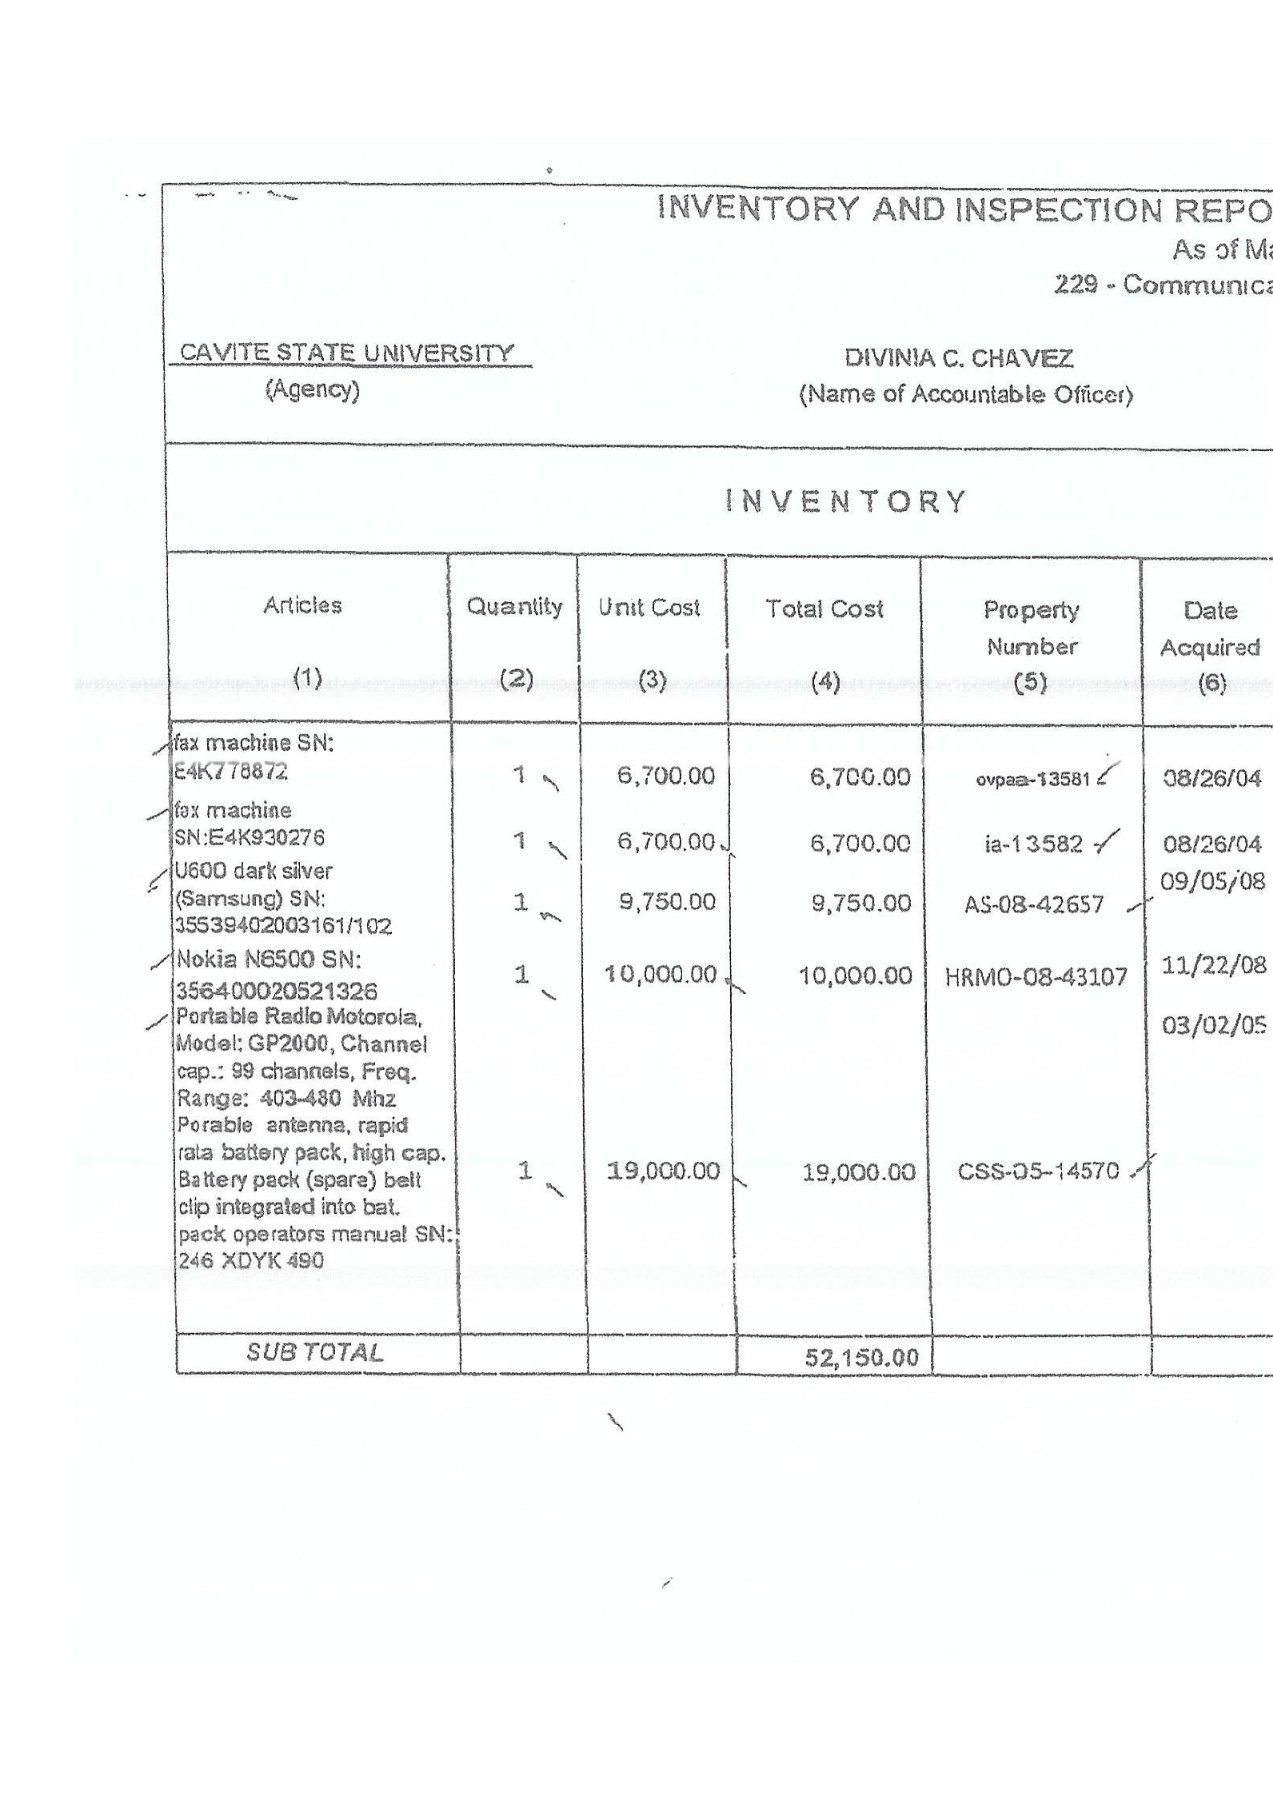 INVENTORY AND INSPECTION REPO
As of Ma
229 - Communica
CAVITE STATE UNIVERSITY
(Agency)
DIVINIA C. CHAVEZ
(Name of Accountable Officer)
INVENTORY
Articles
(1)
Quantity
(2)
Unit Cost
(3)
Total Cost
(4)
Property
Number
(5)
Date
Acquired
(6)
fax machine SN:
E4K778872 1 6,700.00 6,700.00 ovpaa-13581 08/26/04
fax machine
SN:E4K930276 1 6,700.00 6,700.00 ia-13582 08/26/04
U600 dark silver
(Samsung) SN:
35539402003161/102 1 9,750.00 9,750.00 AS-08-42657 09/05/08
Nokia N6500 SN:
356400020521326 1 10,000.00 10,000.00 HRMO-08-43107 11/22/08
Portable Radio Motorola,
Model: GP2000, Channel
cap.: 99 channels, Freq.
Range: 403-480 Mhz
Porable antenna, rapid
rata battery pack, high cap.
Battery pack (spare) belt
clip integrated into bat.
pack operators manual SN:
246 XDYK 490 1 19,000.00 19,000.00 CSS-05-14570 03/02/05
SUB TOTAL 52,150.00